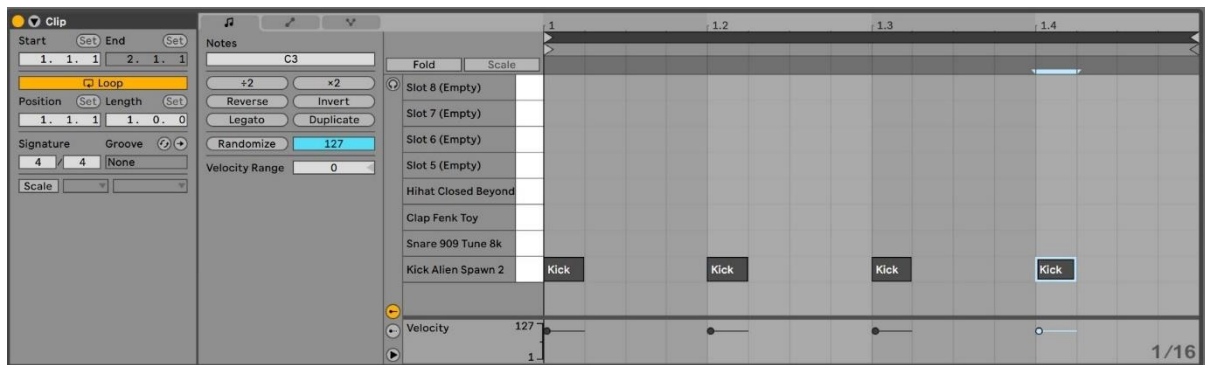 Clip
Start Set End Set
1. 1. 1 2. 1. 1
Loop
Position Set Length Set
1. 1. 1 1. 0. 0
Signature Groove
4 / 4 None
Scale
Notes
C3
÷2 ×2
Reverse Invert
Legato Duplicate
Randomize 127
Velocity Range 0
1 1.2 1.3 1.4
Fold Scale
Slot 8 (Empty)
Slot 7 (Empty)
Slot 6 (Empty)
Slot 5 (Empty)
Hihat Closed Beyond
Clap Fenk Toy
Snare 909 Tune 8k
Kick Alien Spawn 2 Kick Kick Kick Kick
Velocity 127
1
1/16